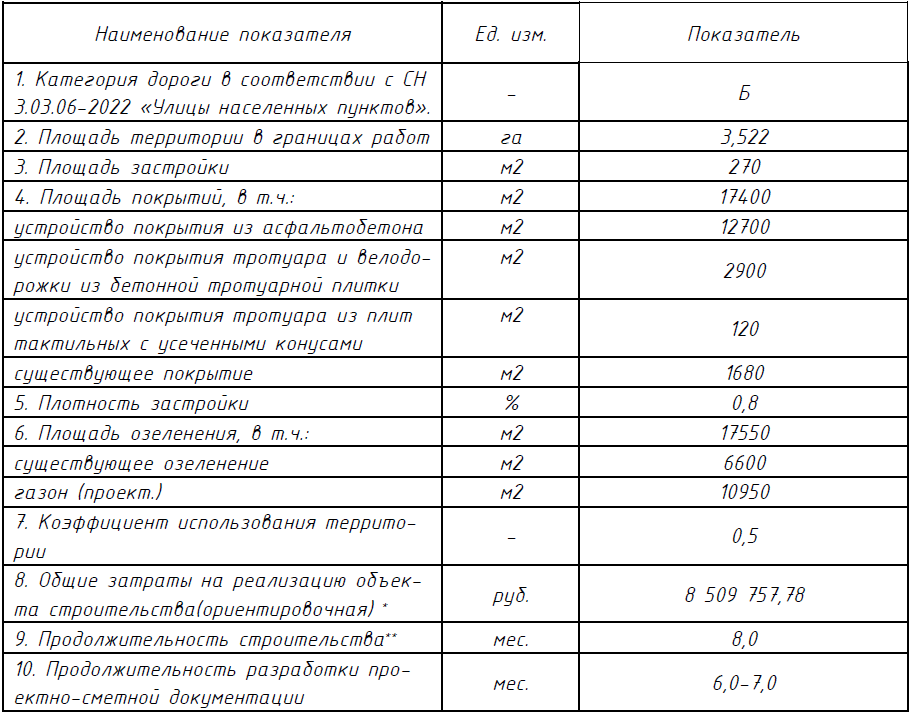 Наименование показателя Ед. изм. Показатель
1. Категория дороги в соответствии с СН
3.03.06-2022 «Улицы населенных пунктов». - Б
2. Площадь территории в границах работ га 3,522
3. Площадь застройки м2 270
4. Площадь покрытий, в т.ч.: м2 17400
устройство покрытия из асфальтобетона м2 12700
устройство покрытия тротуара и велодо- м2
рожки из бетонной тротуарной плитки 2900
устройство покрытия тротуара из плит м2
тактильных с усеченными конусами 120
существующее покрытие м2 1680
5. Плотность застройки % 0,8
6. Площадь озеленения, в т.ч.: м2 17550
существующее озеленение м2 6600
газон (проект.) м2 10950
7. Коэффициент использования террито-
рии - 0,5
8. Общие затраты на реализацию объек-
та строительства(ориентировочная) * руб. 8 509 757,78
9. Продолжительность строительства** мес. 8,0
10. Продолжительность разработки про-
ектно-сметной документации мес. 6,0-7,0